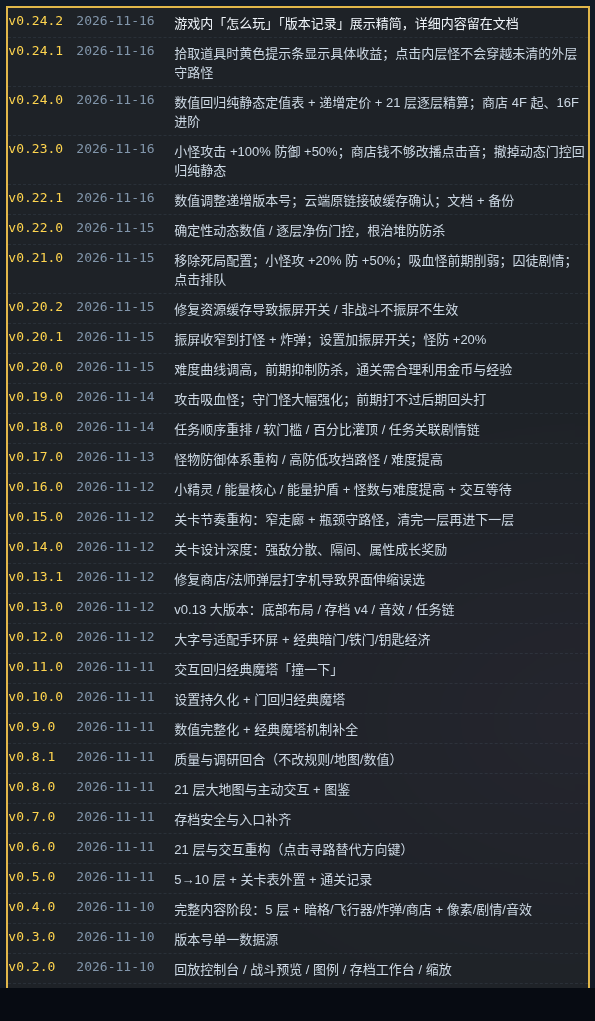 v0.24.2 2026-11-16 游戏内「怎么玩」「版本记录」展示精简，详细内容留在文档
v0.24.1 2026-11-16 拾取道具时黄色提示条显示具体收益；点击内层怪不会穿越未清的外层
守路怪
v0.24.0 2026-11-16 数值回归纯静态定值表 + 递增定价 + 21 层逐层精算；商店 4F 起、16F
进阶
v0.23.0 2026-11-16 小怪攻击 +100% 防御 +50%；商店钱不够改播点击音；撤掉动态门控回
归纯静态
v0.22.1 2026-11-16 数值调整递增版本号；云端原链接破缓存确认；文档 + 备份
v0.22.0 2026-11-15 确定性动态数值 / 逐层净伤门控，根治堆防防杀
v0.21.0 2026-11-15 移除死局配置；小怪攻 +20% 防 +50%；吸血怪前期削弱；囚徒剧情；
点击排队
v0.20.2 2026-11-15 修复资源缓存导致振屏开关 / 非战斗不振屏不生效
v0.20.1 2026-11-15 振屏收窄到打怪 + 炸弹；设置加振屏开关；怪防 +20%
v0.20.0 2026-11-15 难度曲线调高，前期抑制防杀，通关需合理利用金币与经验
v0.19.0 2026-11-14 攻击吸血怪；守门怪大幅强化；前期打不过后期回头打
v0.18.0 2026-11-14 任务顺序重排 / 软门槛 / 百分比灌顶 / 任务关联剧情链
v0.17.0 2026-11-13 怪物防御体系重构 / 高防低攻挡路怪 / 难度提高
v0.16.0 2026-11-12 小精灵 / 能量核心 / 能量护盾 + 怪数与难度提高 + 交互等待
v0.15.0 2026-11-12 关卡节奏重构：窄走廊 + 瓶颈守路怪，清完一层再进下一层
v0.14.0 2026-11-12 关卡设计深度：强敌分散、隔间、属性成长奖励
v0.13.1 2026-11-12 修复商店/法师弹层打字机导致界面伸缩误选
v0.13.0 2026-11-12 v0.13 大版本：底部布局 / 存档 v4 / 音效 / 任务链
v0.12.0 2026-11-12 大字号适配手环屏 + 经典暗门/铁门/钥匙经济
v0.11.0 2026-11-11 交互回归经典魔塔「撞一下」
v0.10.0 2026-11-11 设置持久化 + 门回归经典魔塔
v0.9.0 2026-11-11 数值完整化 + 经典魔塔机制补全
v0.8.1 2026-11-11 质量与调研回合（不改规则/地图/数值）
v0.8.0 2026-11-11 21 层大地图与主动交互 + 图鉴
v0.7.0 2026-11-11 存档安全与入口补齐
v0.6.0 2026-11-11 21 层与交互重构（点击寻路替代方向键）
v0.5.0 2026-11-11 5→10 层 + 关卡表外置 + 通关记录
v0.4.0 2026-11-10 完整内容阶段：5 层 + 暗格/飞行器/炸弹/商店 + 像素/剧情/音效
v0.3.0 2026-11-10 版本号单一数据源
v0.2.0 2026-11-10 回放控制台 / 战斗预览 / 图例 / 存档工作台 / 缩放